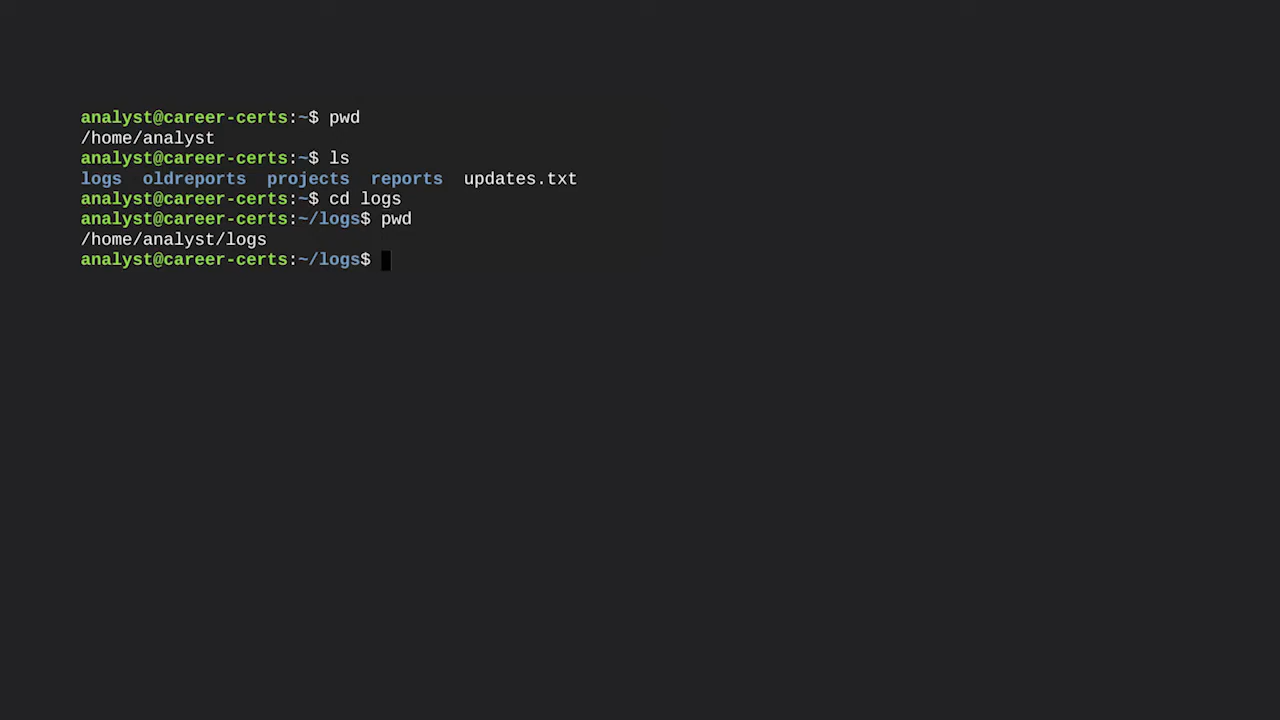 analyst@career-certs:~$ pwd
/home/analyst
analyst@career-certs:~$ ls
logs  oldreports  projects  reports  updates.txt
analyst@career-certs:~$ cd logs
analyst@career-certs:~/logs$ pwd
/home/analyst/logs
analyst@career-certs:~/logs$